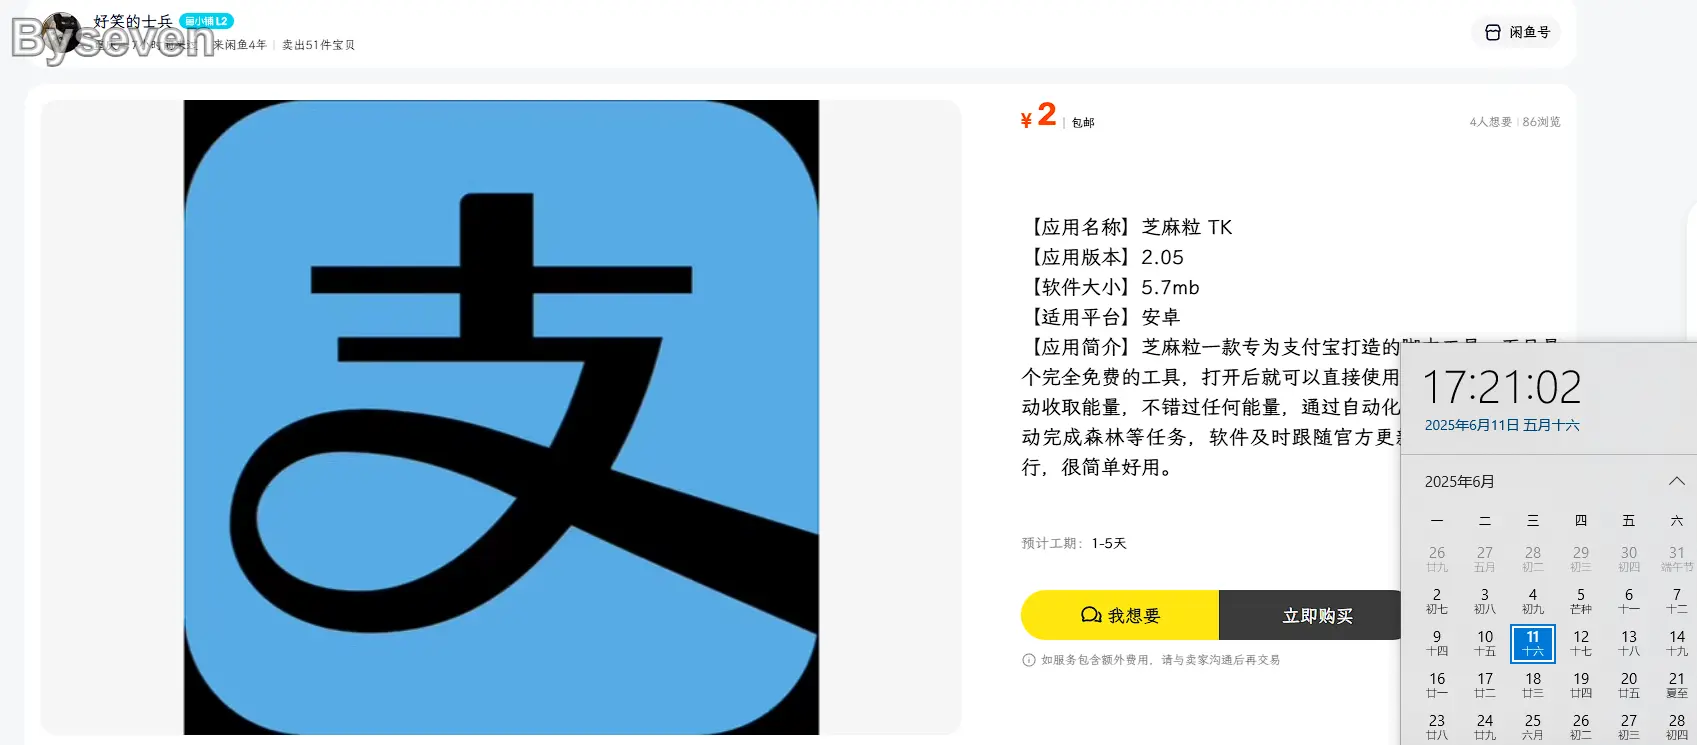 好笑的士兵
小铺 L2
Byseven
来闲鱼4年 | 卖出51件宝贝
闲鱼号
支
¥2 | 包邮
4人想要 | 86浏览
【应用名称】芝麻粒 TK
【应用版本】2.05
【软件大小】5.7mb
【适用平台】安卓
【应用简介】芝麻粒一款专为支付宝打造的
个完全免费的工具，打开后就可以直接使用
动收取能量，不错过任何能量，通过自动化
动完成森林等任务，软件及时跟随官方更新
行，很简单好用。
预计工期：1-5天
我想要
立即购买
如服务包含额外费用，请与卖家沟通后再交易
17:21:02
2025年6月11日 五月十六
2025年6月
一 二 三 四 五 六
26 27 28 29 30 31
廿九 五月 初二 初三 初四 端午节
2 3 4 5 6 7
初七 初八 初九 芒种 十一 十二
9 10 11 12 13 14
十四 十五 十六 十七 十八 十九
16 17 18 19 20 21
廿一 廿二 廿三 廿四 廿五 夏至
23 24 25 26 27 28
廿八 廿九 六月 初二 初三 初四